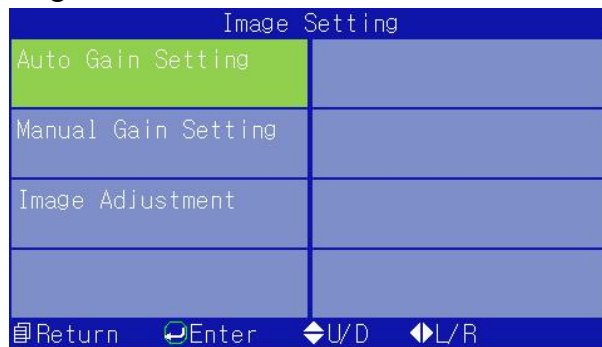 Image Setting
Auto Gain Setting
Manual Gain Setting
Image Adjustment
Return Enter U/D L/R